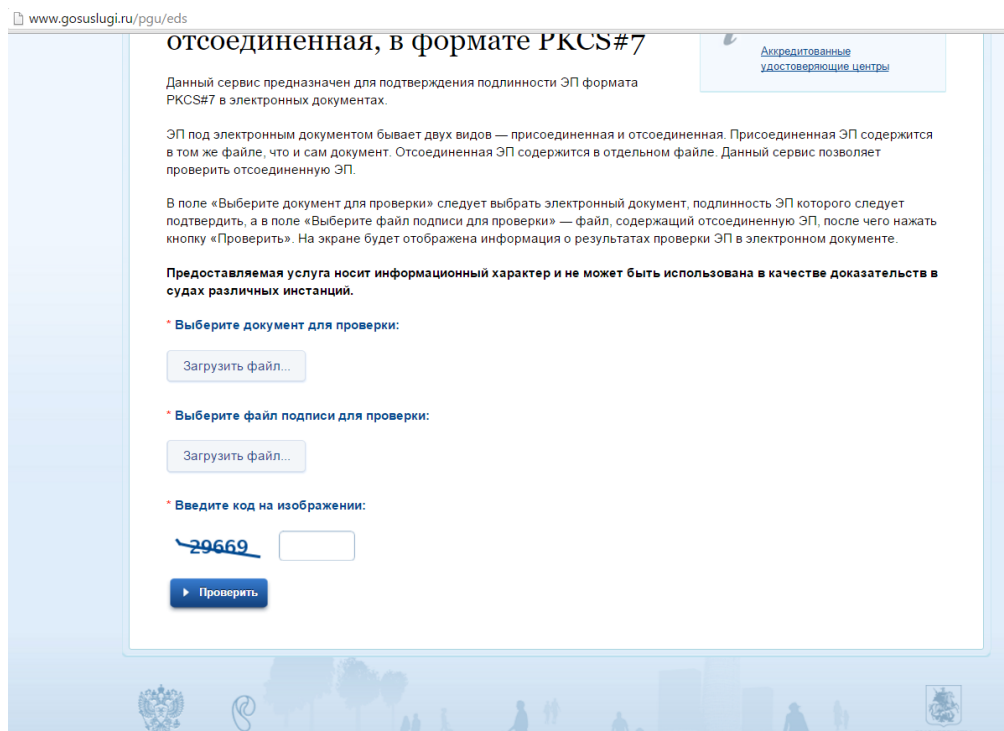 www.gosuslugi.ru/pgu/eds
отсоединенная, в формате PKCS#7
Аккредитованные
удостоверяющие центры
Данный сервис предназначен для подтверждения подлинности ЭП формата
PKCS#7 в электронных документах.
ЭП под электронным документом бывает двух видов — присоединенная и отсоединенная. Присоединенная ЭП содержится
в том же файле, что и сам документ. Отсоединенная ЭП содержится в отдельном файле. Данный сервис позволяет
проверить отсоединенную ЭП.
В поле «Выберите документ для проверки» следует выбрать электронный документ, подлинность ЭП которого следует
подтвердить, а в поле «Выберите файл подписи для проверки» — файл, содержащий отсоединенную ЭП, после чего нажать
кнопку «Проверить». На экране будет отображена информация о результатах проверки ЭП в электронном документе.
Предоставляемая услуга носит информационный характер и не может быть использована в качестве доказательств в
судах различных инстанций.
* Выберите документ для проверки:
Загрузить файл...
* Выберите файл подписи для проверки:
Загрузить файл...
* Введите код на изображении:
29669
Проверить